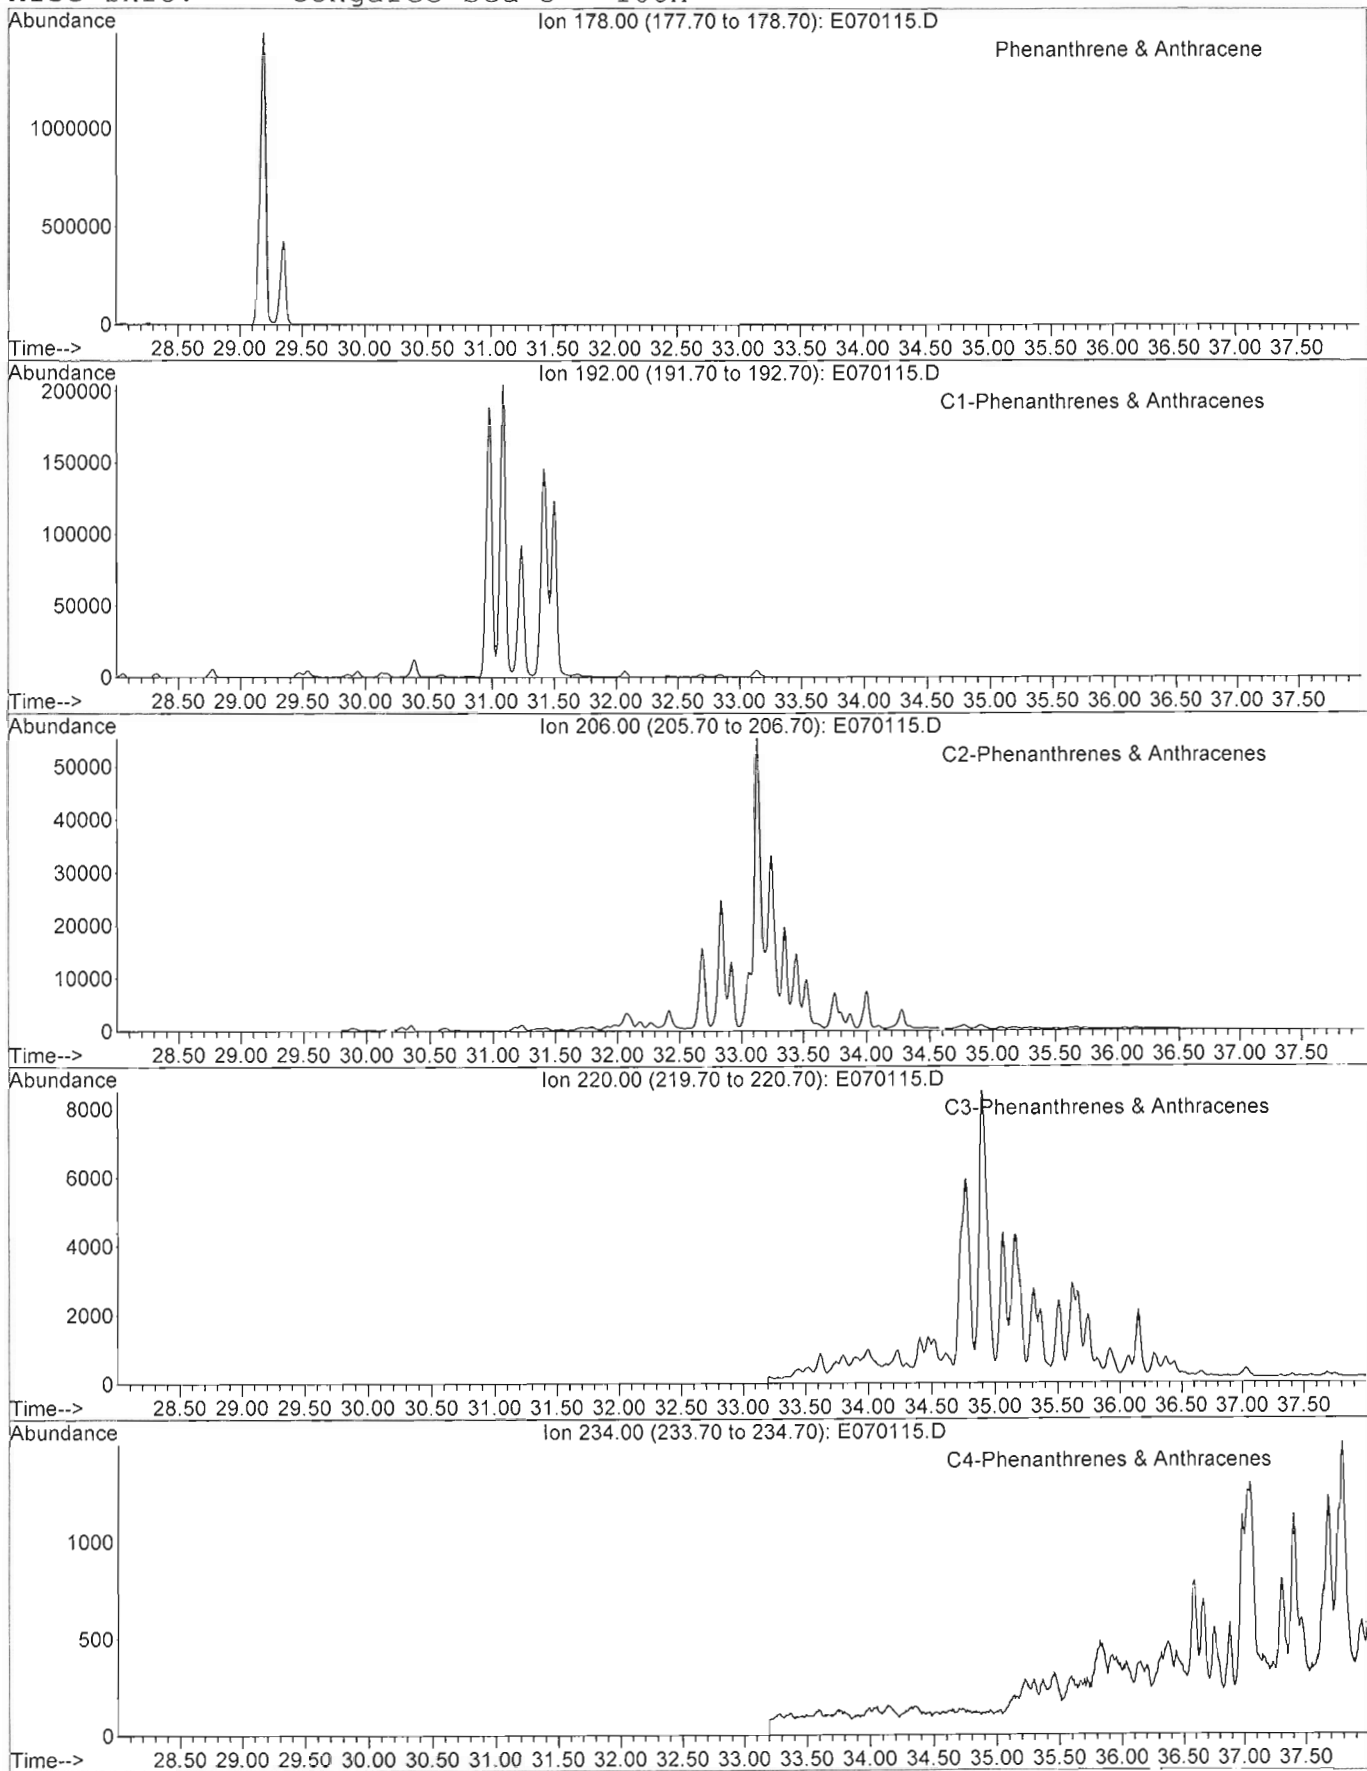 Abundance
Ion 178.00 (177.70 to 178.70): E070115.D
Phenanthrene & Anthracene
1000000
500000
0
Time-->
28.50 29.00 29.50 30.00 30.50 31.00 31.50 32.00 32.50 33.00 33.50 34.00 34.50 35.00 35.50 36.00 36.50 37.00 37.50
Abundance
Ion 192.00 (191.70 to 192.70): E070115.D
C1-Phenanthrenes & Anthracenes
200000
150000
100000
50000
0
Time-->
28.50 29.00 29.50 30.00 30.50 31.00 31.50 32.00 32.50 33.00 33.50 34.00 34.50 35.00 35.50 36.00 36.50 37.00 37.50
Abundance
Ion 206.00 (205.70 to 206.70): E070115.D
C2-Phenanthrenes & Anthracenes
50000
40000
30000
20000
10000
0
Time-->
28.50 29.00 29.50 30.00 30.50 31.00 31.50 32.00 32.50 33.00 33.50 34.00 34.50 35.00 35.50 36.00 36.50 37.00 37.50
Abundance
Ion 220.00 (219.70 to 220.70): E070115.D
C3-Phenanthrenes & Anthracenes
8000
6000
4000
2000
0
Time-->
28.50 29.00 29.50 30.00 30.50 31.00 31.50 32.00 32.50 33.00 33.50 34.00 34.50 35.00 35.50 36.00 36.50 37.00 37.50
Abundance
Ion 234.00 (233.70 to 234.70): E070115.D
C4-Phenanthrenes & Anthracenes
1000
500
0
Time-->
28.50 29.00 29.50 30.00 30.50 31.00 31.50 32.00 32.50 33.00 33.50 34.00 34.50 35.00 35.50 36.00 36.50 37.00 37.50